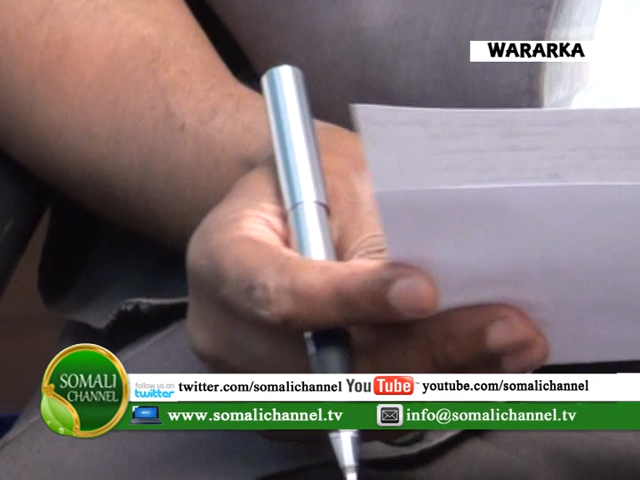 WARARKA
SOMALI
CHANNEL
follow us on
twitter
twitter.com/somalichannel
YouTube
youtube.com/somalichannel
www.somalichannel.tv
info@somalichannel.tv